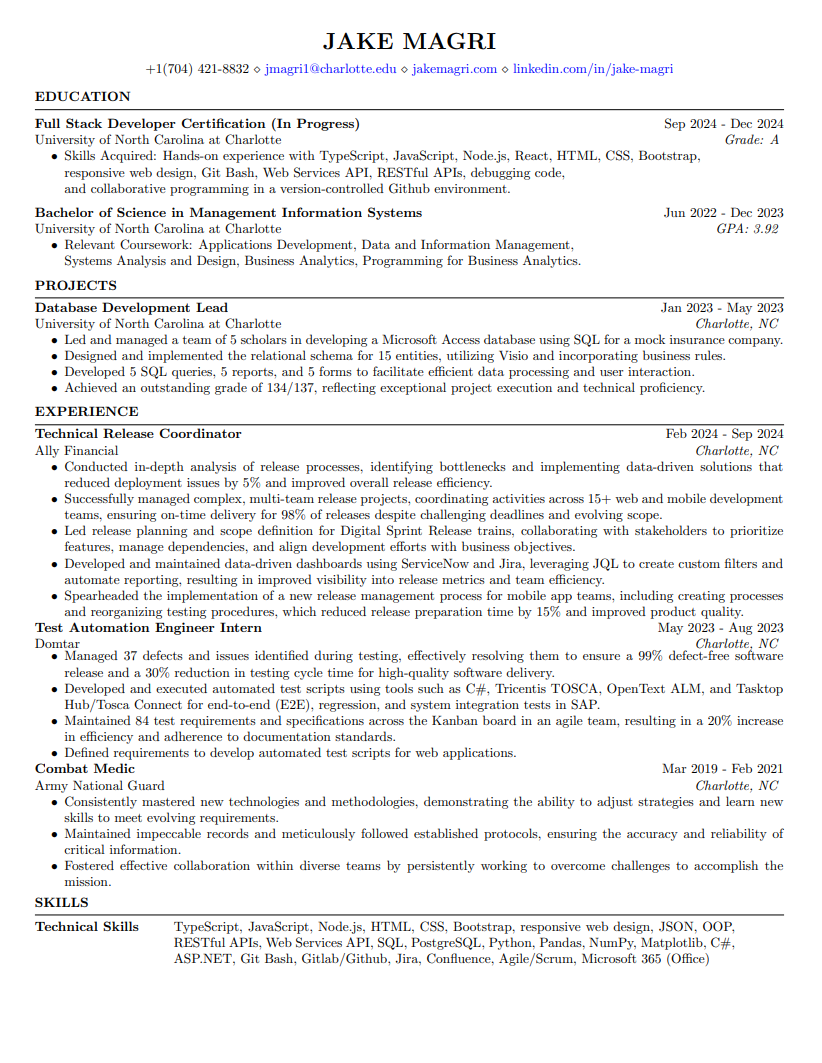 JAKE MAGRI
+1(704) 421-8832 ⋄ jmagri1@charlotte.edu ⋄ jakemagri.com ⋄ linkedin.com/in/jake-magri
EDUCATION
Full Stack Developer Certification (In Progress) Sep 2024 - Dec 2024
University of North Carolina at Charlotte Grade: A
• Skills Acquired: Hands-on experience with TypeScript, JavaScript, Node.js, React, HTML, CSS, Bootstrap,
responsive web design, Git Bash, Web Services API, RESTful APIs, debugging code,
and collaborative programming in a version-controlled Github environment.
Bachelor of Science in Management Information Systems Jun 2022 - Dec 2023
University of North Carolina at Charlotte GPA: 3.92
• Relevant Coursework: Applications Development, Data and Information Management,
Systems Analysis and Design, Business Analytics, Programming for Business Analytics.
PROJECTS
Database Development Lead Jan 2023 - May 2023
University of North Carolina at Charlotte Charlotte, NC
• Led and managed a team of 5 scholars in developing a Microsoft Access database using SQL for a mock insurance company.
• Designed and implemented the relational schema for 15 entities, utilizing Visio and incorporating business rules.
• Developed 5 SQL queries, 5 reports, and 5 forms to facilitate efficient data processing and user interaction.
• Achieved an outstanding grade of 134/137, reflecting exceptional project execution and technical proficiency.
EXPERIENCE
Technical Release Coordinator Feb 2024 - Sep 2024
Ally Financial Charlotte, NC
• Conducted in-depth analysis of release processes, identifying bottlenecks and implementing data-driven solutions that
reduced deployment issues by 5% and improved overall release efficiency.
• Successfully managed complex, multi-team release projects, coordinating activities across 15+ web and mobile development
teams, ensuring on-time delivery for 98% of releases despite challenging deadlines and evolving scope.
• Led release planning and scope definition for Digital Sprint Release trains, collaborating with stakeholders to prioritize
features, manage dependencies, and align development efforts with business objectives.
• Developed and maintained data-driven dashboards using ServiceNow and Jira, leveraging JQL to create custom filters and
automate reporting, resulting in improved visibility into release metrics and team efficiency.
• Spearheaded the implementation of a new release management process for mobile app teams, including creating processes
and reorganizing testing procedures, which reduced release preparation time by 15% and improved product quality.
Test Automation Engineer Intern May 2023 - Aug 2023
Domtar Charlotte, NC
• Managed 37 defects and issues identified during testing, effectively resolving them to ensure a 99% defect-free software
release and a 30% reduction in testing cycle time for high-quality software delivery.
• Developed and executed automated test scripts using tools such as C#, Tricentis TOSCA, OpenText ALM, and Tasktop
Hub/Tosca Connect for end-to-end (E2E), regression, and system integration tests in SAP.
• Maintained 84 test requirements and specifications across the Kanban board in an agile team, resulting in a 20% increase
in efficiency and adherence to documentation standards.
• Defined requirements to develop automated test scripts for web applications.
Combat Medic Mar 2019 - Feb 2021
Army National Guard Charlotte, NC
• Consistently mastered new technologies and methodologies, demonstrating the ability to adjust strategies and learn new
skills to meet evolving requirements.
• Maintained impeccable records and meticulously followed established protocols, ensuring the accuracy and reliability of
critical information.
• Fostered effective collaboration within diverse teams by persistently working to overcome challenges to accomplish the
mission.
SKILLS
Technical Skills TypeScript, JavaScript, Node.js, HTML, CSS, Bootstrap, responsive web design, JSON, OOP,
RESTful APIs, Web Services API, SQL, PostgreSQL, Python, Pandas, NumPy, Matplotlib, C#,
ASP.NET, Git Bash, Gitlab/Github, Jira, Confluence, Agile/Scrum, Microsoft 365 (Office)